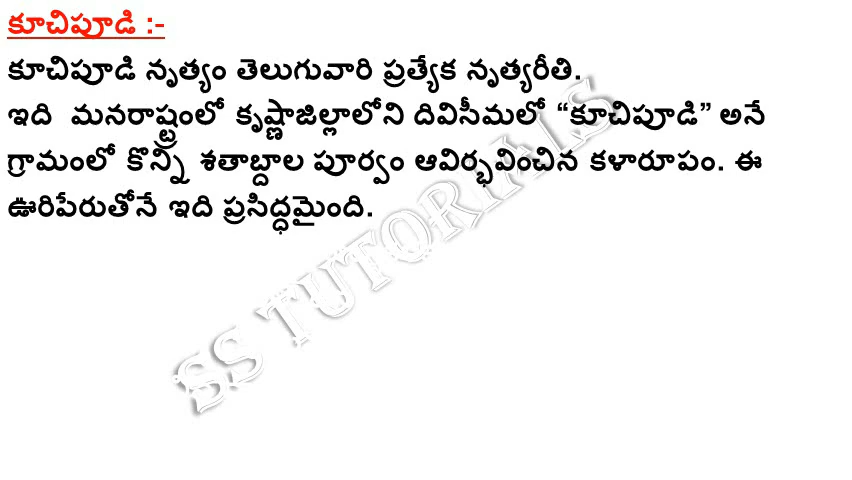 కూచిపూడి :-
కూచిపూడి నృత్యం తెలుగువారి ప్రత్యేక నృత్యరీతి.
ఇది మనరాష్ట్రంలో కృష్ణాజిల్లాలోని దివిసీమలో “కూచిపూడి” అనే
గ్రామంలో కొన్ని శతాబ్దాల పూర్వం ఆవిర్భవించిన కళారూపం. ఈ
ఊరిపేరుతోనే ఇది ప్రసిద్ధమైంది.
SS TUTORIALS